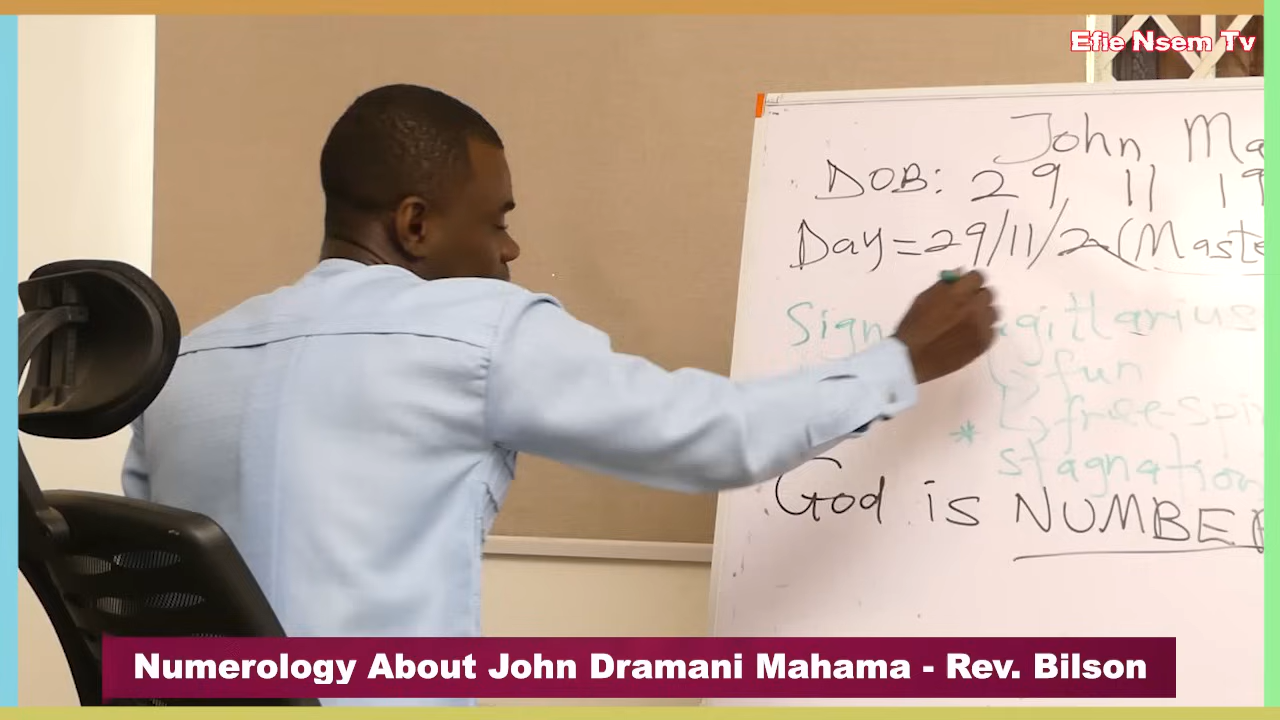 Efie Nsem Tv
John Ma
DOB: 29 11 19
Day=29/11/2 (Maste
Sign agittarius
fun
free-spi
* stagnation
God is NUMBER
Numerology About John Dramani Mahama - Rev. Bilson